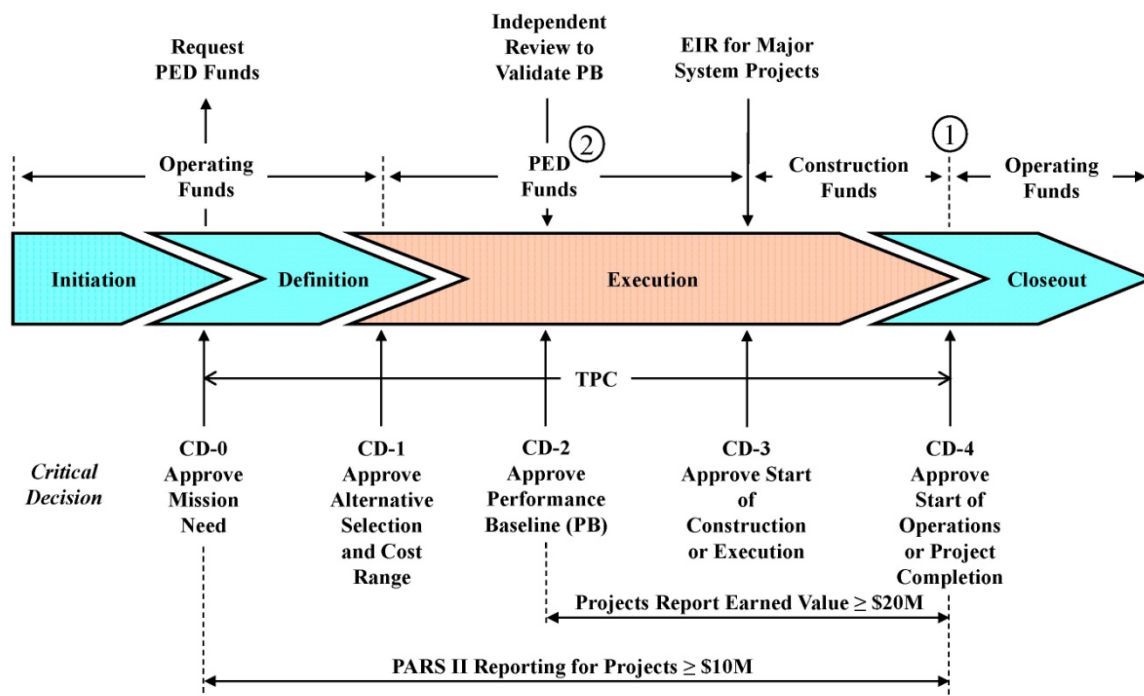 Request
PED Funds
Independent
Review to
Validate PB
EIR for Major
System Projects
Operating
Funds
PED
Funds
②
Construction
Funds
①
Operating
Funds
Initiation
Definition
Execution
Closeout
TPC
Critical
Decision
CD-0
Approve
Mission
Need
CD-1
Approve
Alternative
Selection
and Cost
Range
CD-2
Approve
Performance
Baseline (PB)
CD-3
Approve Start
of
Construction
or Execution
CD-4
Approve
Start of
Operations
or Project
Completion
Projects Report Earned Value ≥ $20M
PARS II Reporting for Projects ≥ $10M